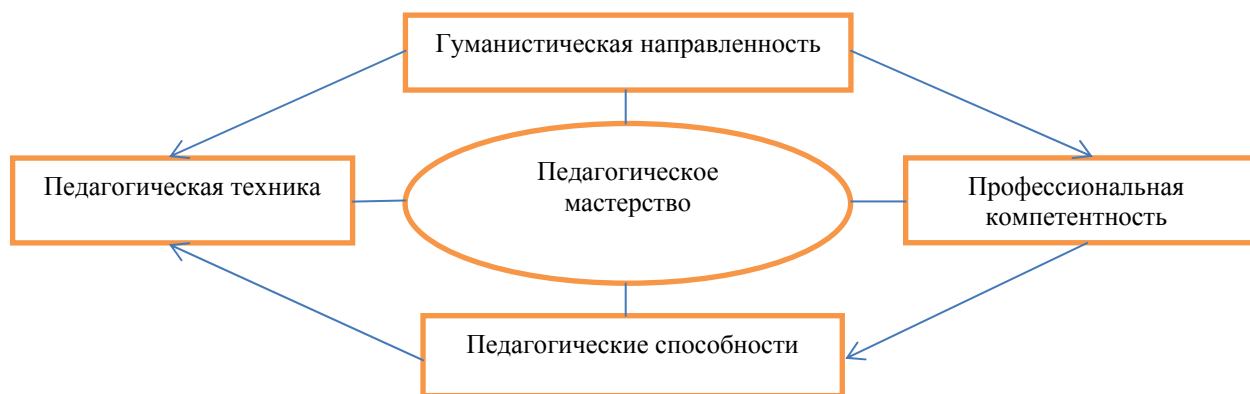 Гуманистическая направленность
Педагогическая техника
Педагогическое
мастерство
Профессиональная
компетентность
Педагогические способности